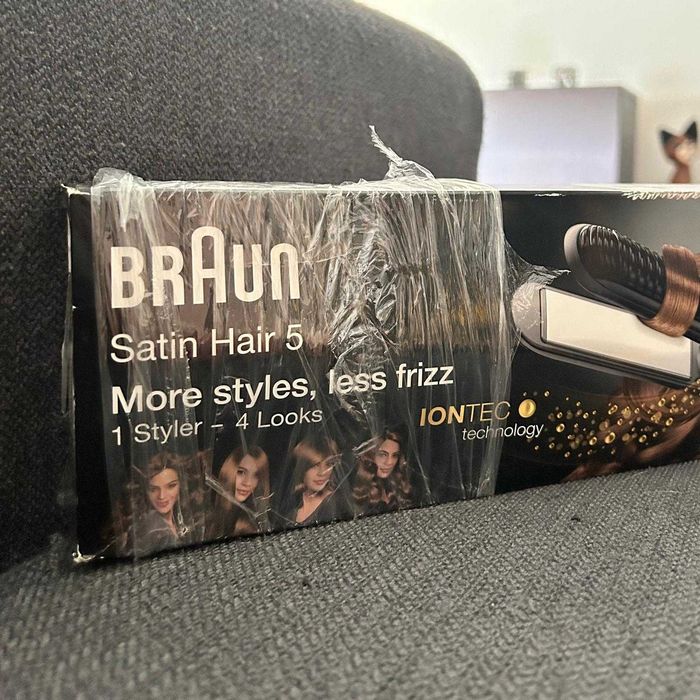 BRAUN
Satin Hair 5
More styles, less frizz
1 Styler – 4 Looks
IONTEC
technology